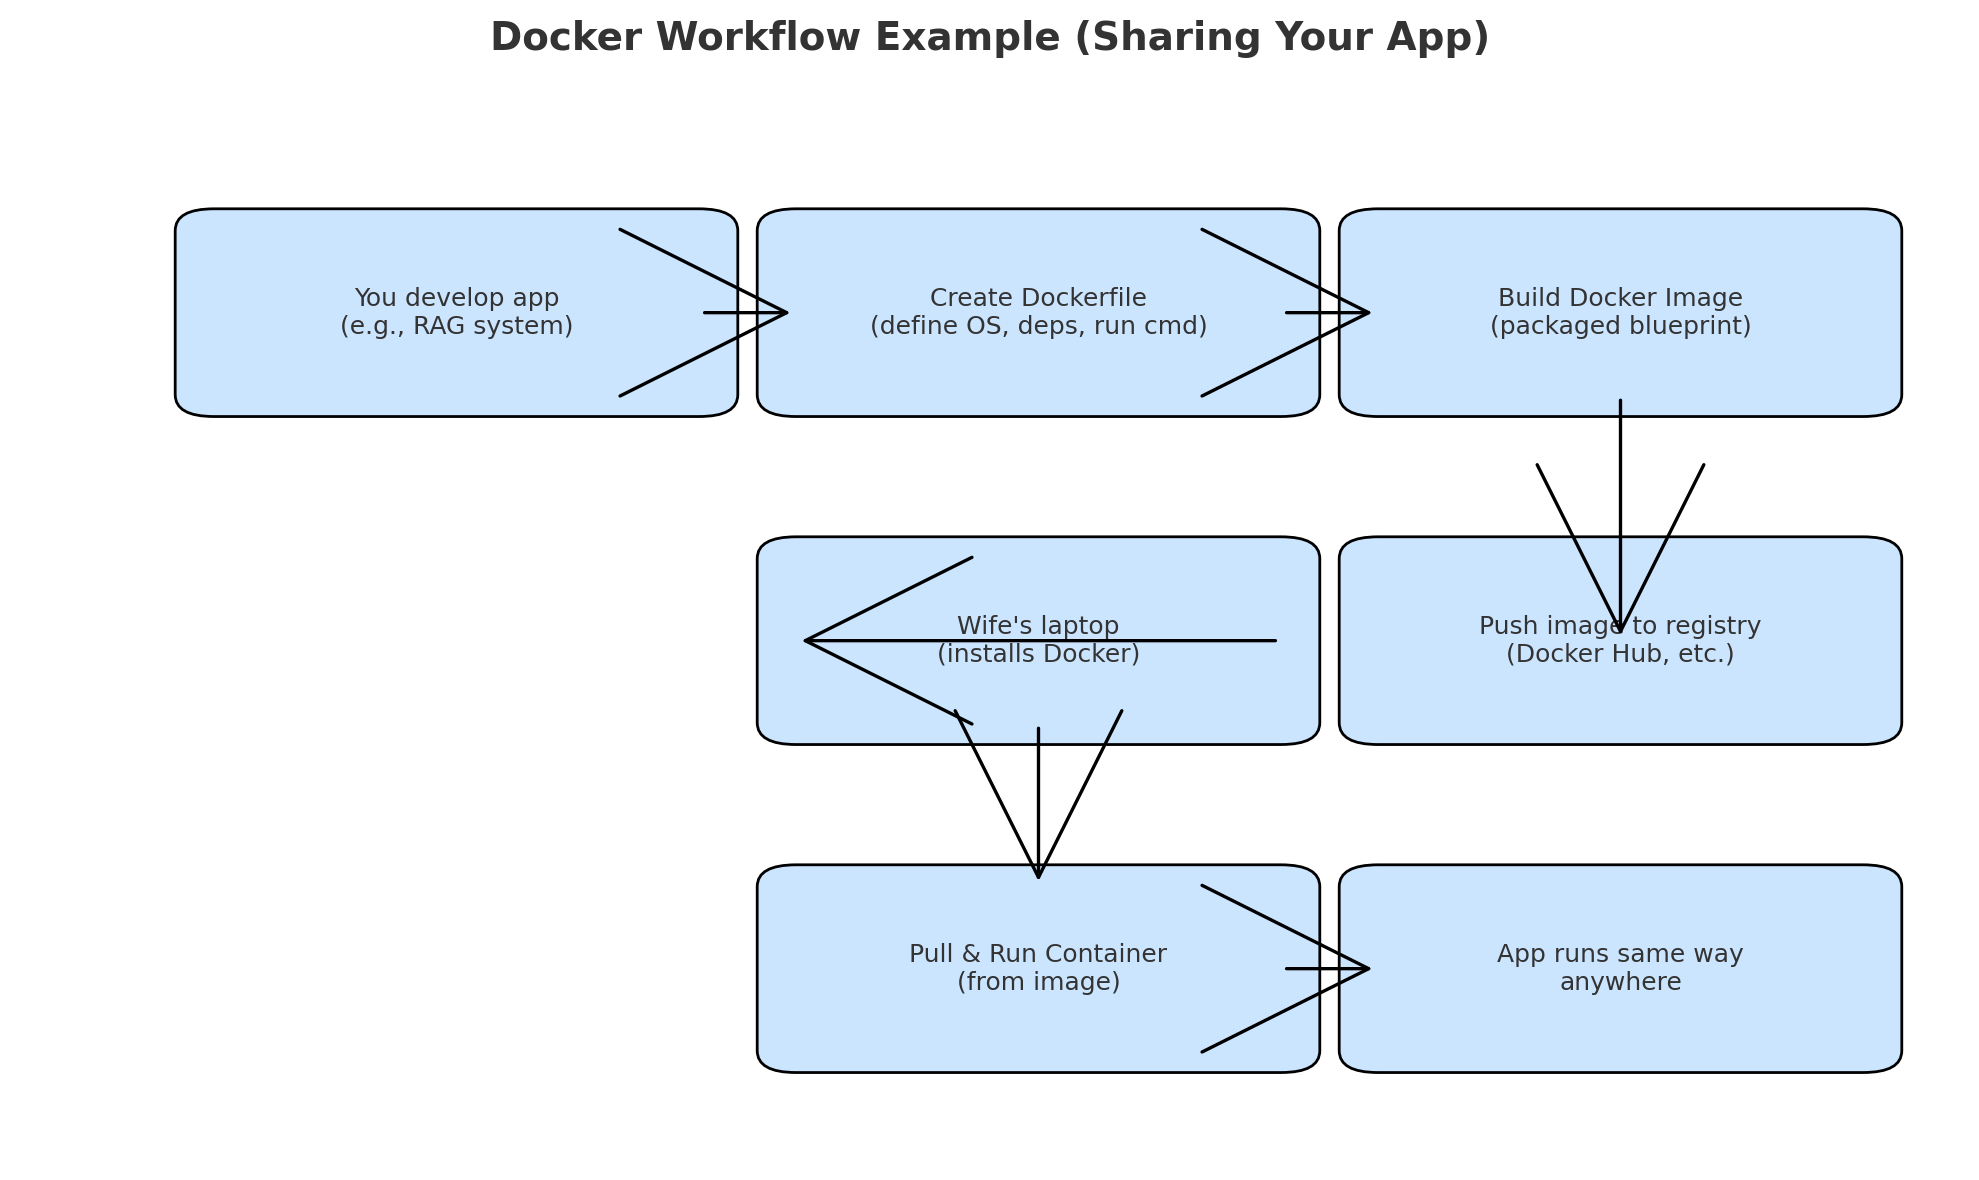 Docker Workflow Example (Sharing Your App)
You develop app
(e.g., RAG system)
Create Dockerfile
(define OS, deps, run cmd)
Build Docker Image
(packaged blueprint)
Wife's laptop
(installs Docker)
Push image to registry
(Docker Hub, etc.)
Pull & Run Container
(from image)
App runs same way
anywhere